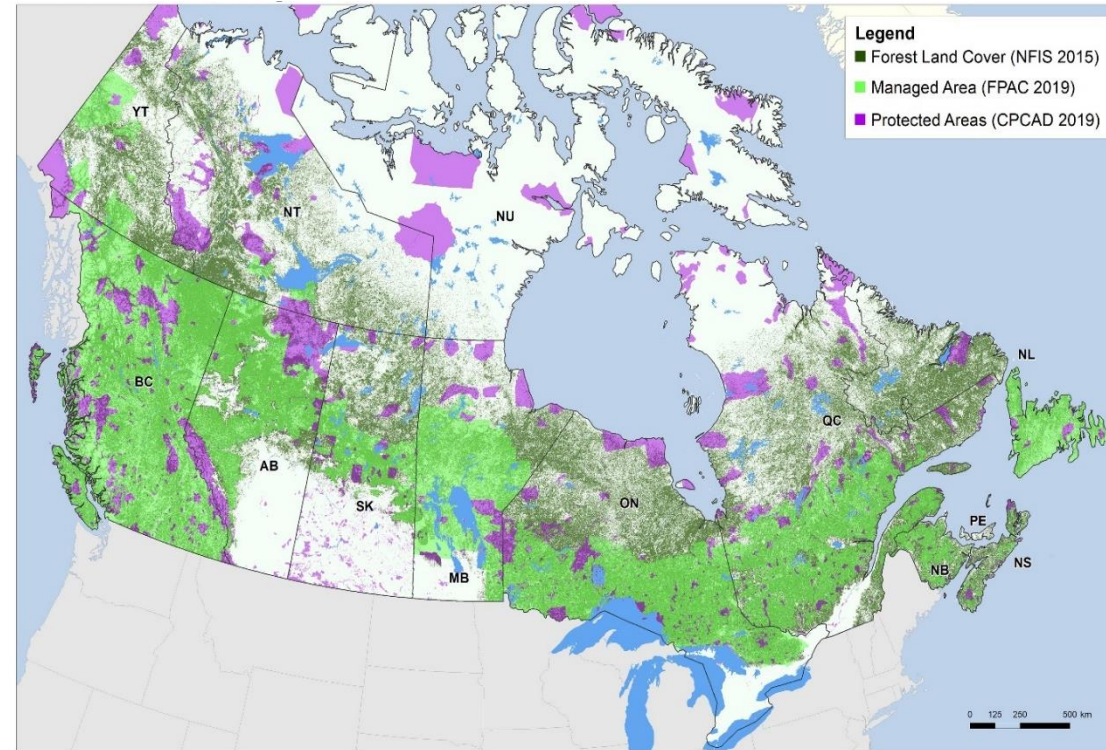 Legend
Forest Land Cover (NFIS 2015)
Managed Area (FPAC 2019)
Protected Areas (CPCAD 2019)
YT
NT
NU
BC
AB
SK
MB
ON
QC
NL
PE
NB
NS
0 125 250 500 km